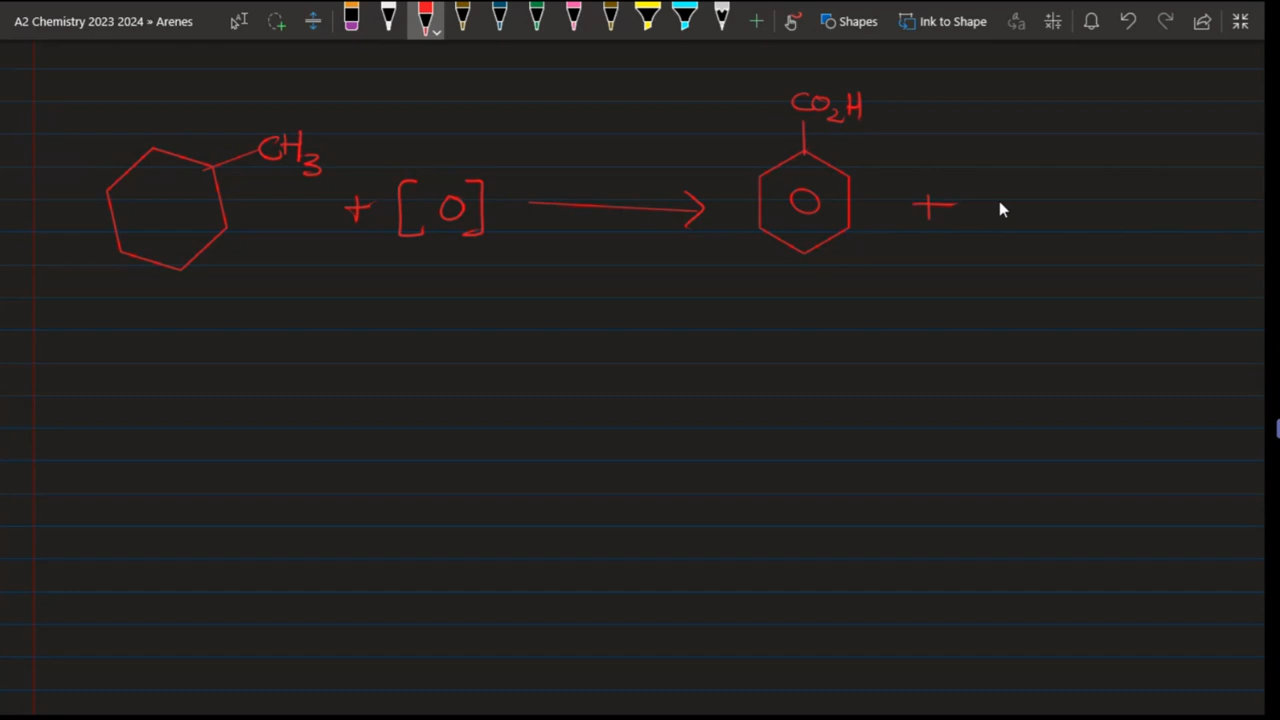 A2 Chemistry 2023 2024 » Arenes
Shapes
Ink to Shape
CO₂H
CH₃
+ [ O ] → +